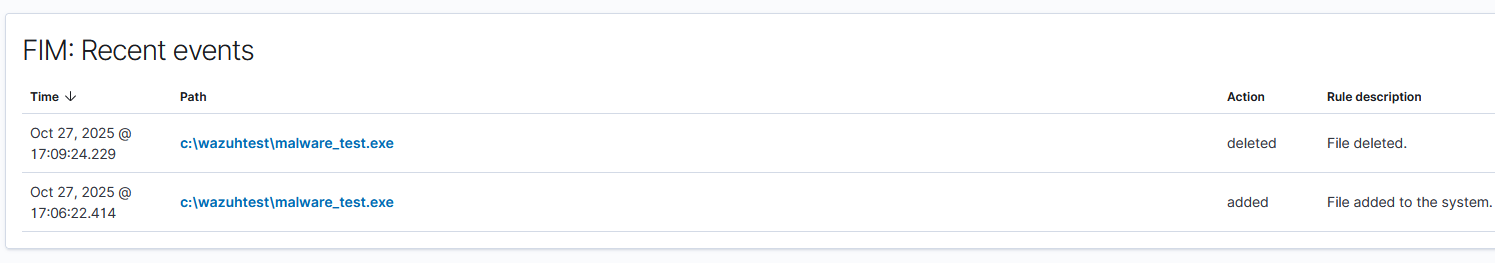 FIM: Recent events
Time Path Action Rule description
Oct 27, 2025 @ 17:09:24.229 c:\wazuhtest\malware_test.exe deleted File deleted.
Oct 27, 2025 @ 17:06:22.414 c:\wazuhtest\malware_test.exe added File added to the system.